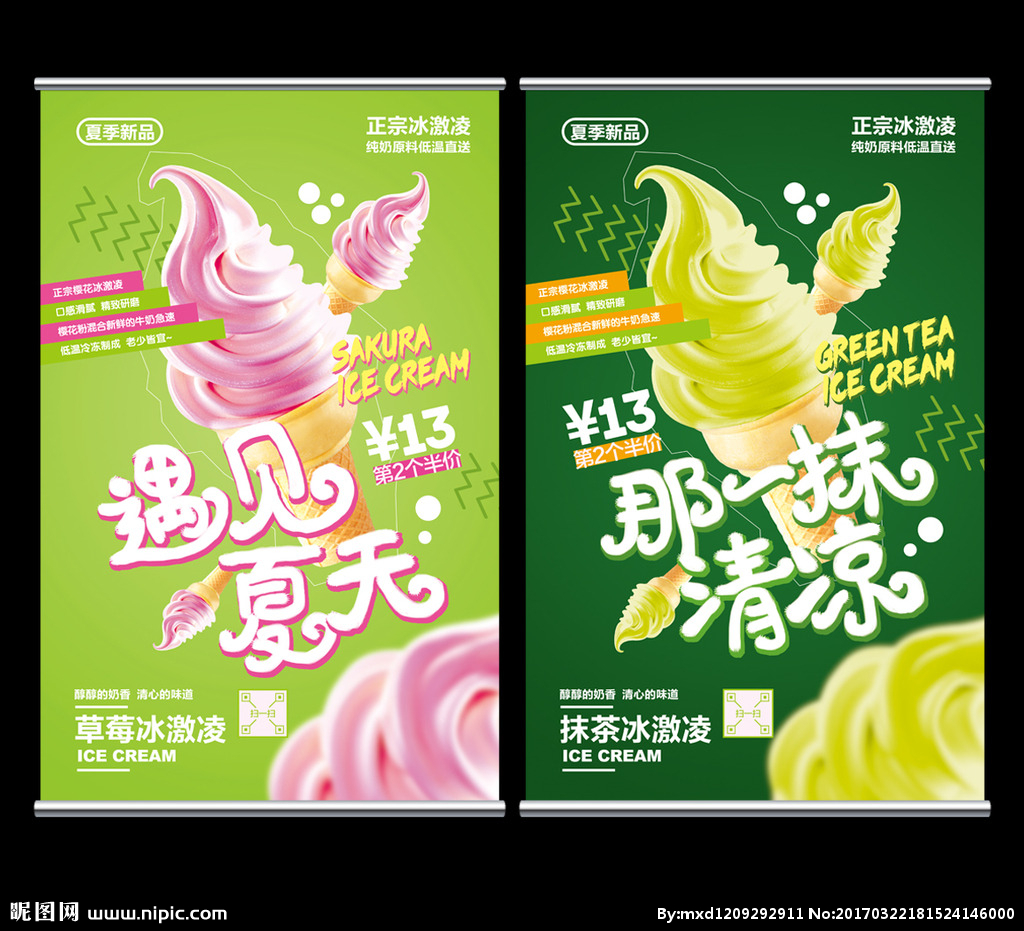 夏季新品
正宗冰激凌
纯奶原料低温直送
正宗樱花冰激凌
口感滑腻 精致研磨
樱花粉混合新鲜的牛奶急速
低温冷冻制成 老少皆宜~
SAKURA
ICE CREAM
¥13
第2个半价
遇见
夏天
醇醇的奶香 清心的味道
草莓冰激凌
ICE CREAM
扫一扫
夏季新品
正宗冰激凌
纯奶原料低温直送
正宗樱花冰激凌
口感滑腻 精致研磨
樱花粉混合新鲜的牛奶急速
低温冷冻制成 老少皆宜~
GREEN TEA
ICE CREAM
¥13
第2个半价
那一抹
清凉
醇醇的奶香 清心的味道
抹茶冰激凌
ICE CREAM
扫一扫
昵图网 www.nipic.com
By:mxd1209292911 No:20170322181524146000